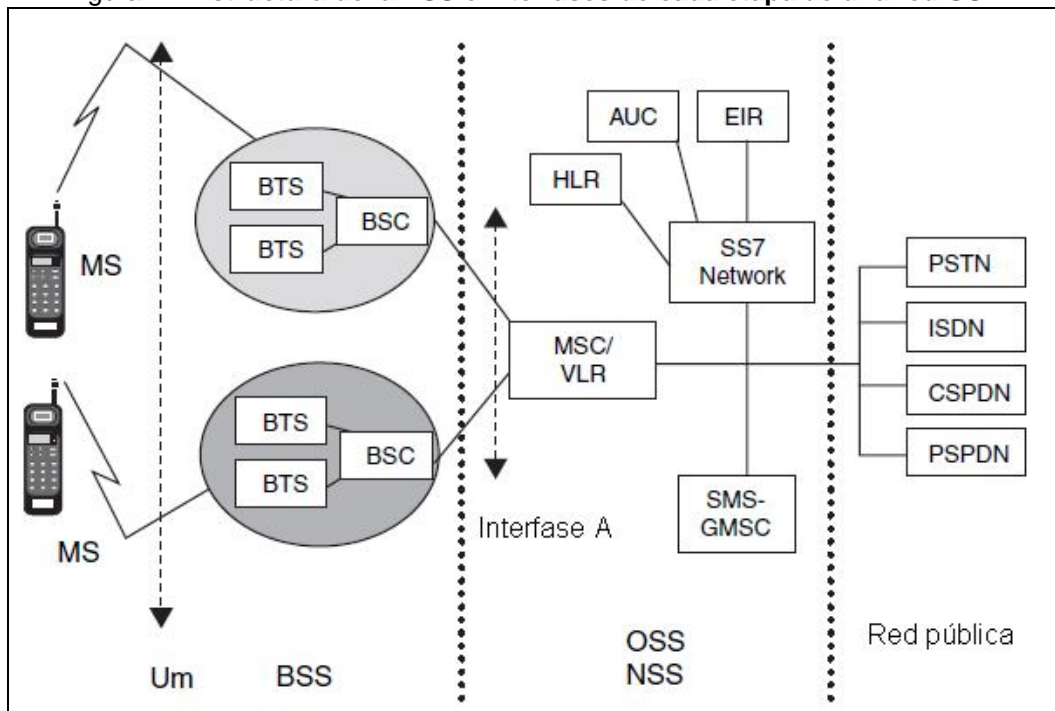 AUC
EIR
HLR
BTS
BSC
BTS
SS7
Network
MS
PSTN
ISDN
MSC/
VLR
CSPDN
BTS
BSC
BTS
PSPDN
SMS-
GMSC
Interfase A
MS
Red pública
OSS
NSS
Um
BSS